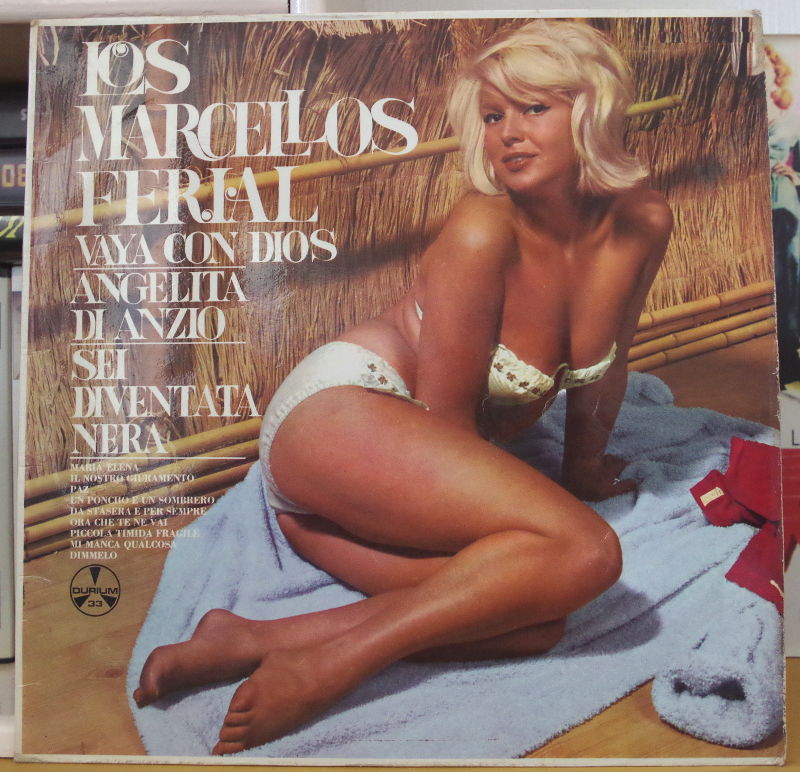 LOS
MARCELLOS
FERIAL
VAYA CON DIOS
ANGELITA
DI ANZIO
SEI
DIVENTATA
NERA
MARIA ELENA
IL NOSTRO GIURAMENTO
PAZ
UN PONCHO E UN SOMBRERO
DA STASERA E PER SEMPRE
ORA CHE TE NE VAI
PICCOLA TIMIDA FRAGILE
MI MANCA QUALCOSA
DIMMELO
DURIUM
33